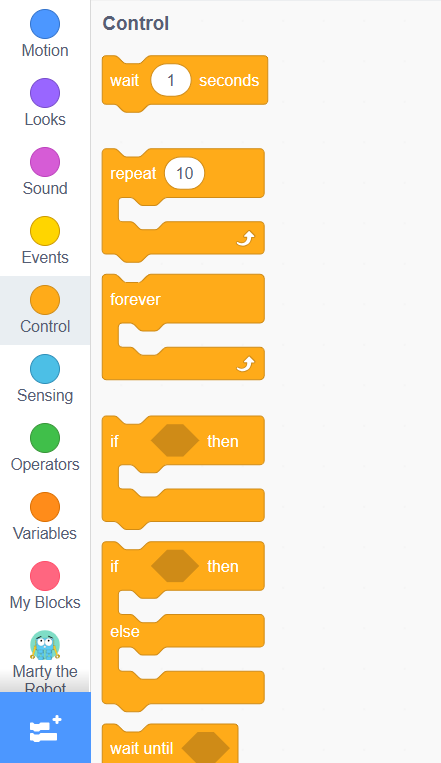 Motion
Looks
Sound
Events
Control
Sensing
Operators
Variables
My Blocks
Marty the
Robot
Control
wait 1 seconds
repeat 10
forever
if then
if then
else
wait until